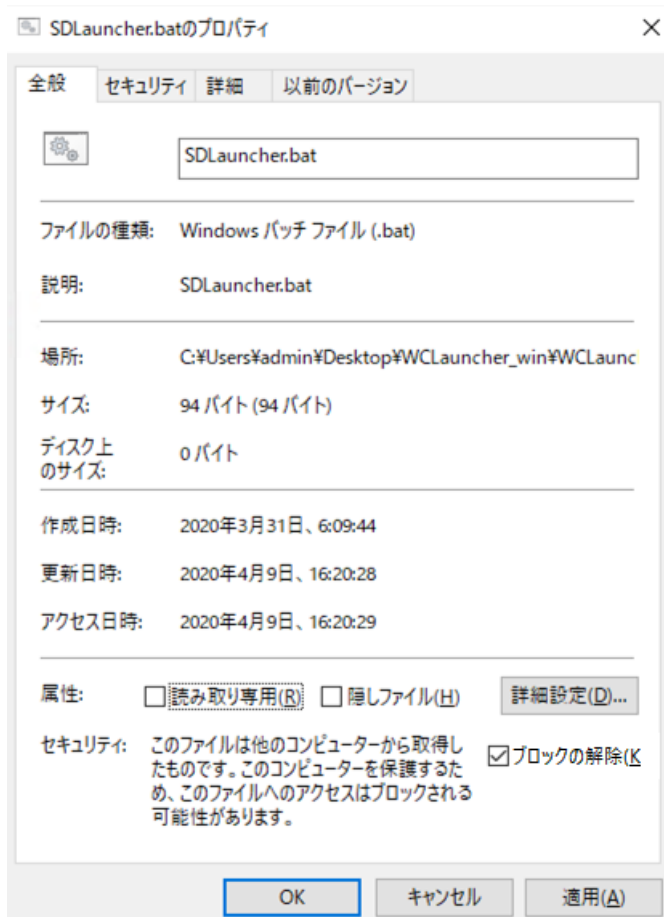 SDLauncher.batのプロパティ
全般 セキュリティ 詳細 以前のバージョン
SDLauncher.bat
ファイルの種類: Windows バッチ ファイル (.bat)
説明: SDLauncher.bat
場所: C:¥Users¥admin¥Desktop¥WCLauncher_win¥WCLaunc
サイズ: 94 バイト (94 バイト)
ディスク上
のサイズ: 0 バイト
作成日時: 2020年3月31日、6:09:44
更新日時: 2020年4月9日、16:20:28
アクセス日時: 2020年4月9日、16:20:29
属性: 読み取り専用(R) 隠しファイル(H) 詳細設定(D)...
セキュリティ: このファイルは他のコンピューターから取得し
たものです。このコンピューターを保護するた
め、このファイルへのアクセスはブロックされる
可能性があります。
ブロックの解除(K
OK キャンセル 適用(A)